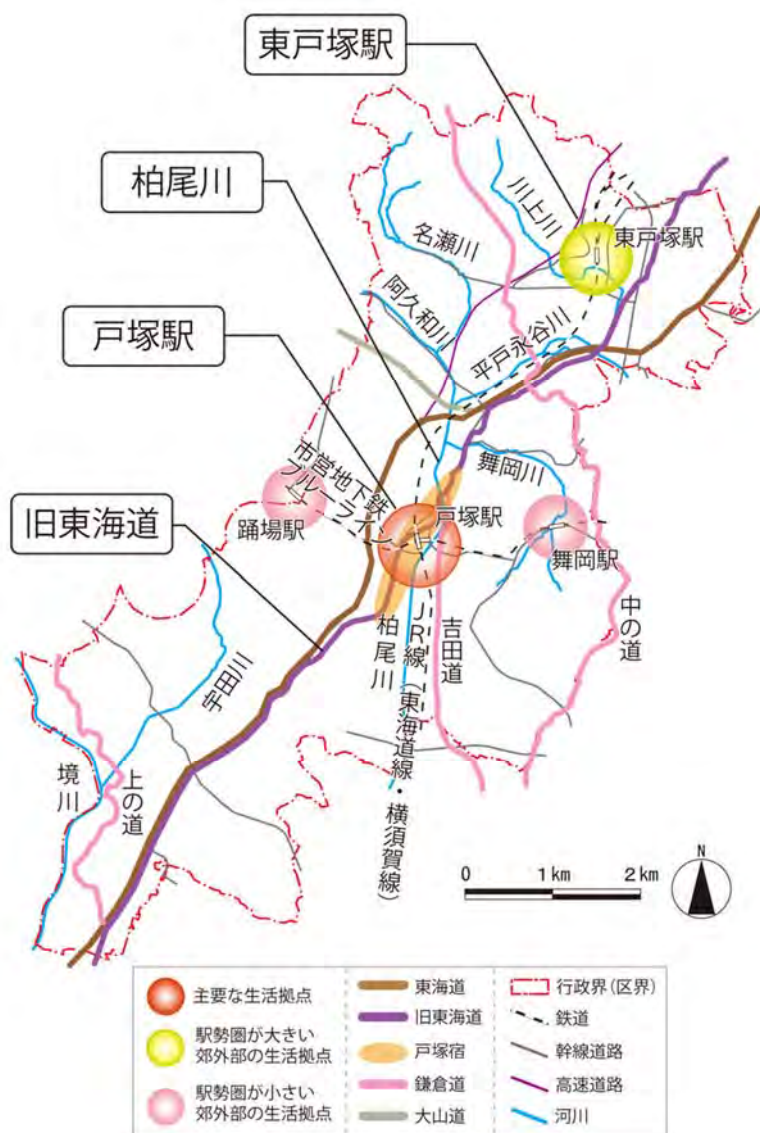 東戸塚駅
柏尾川
戸塚駅
旧東海道
川上川
東戸塚駅
名瀬川
阿久和川
平戸永谷川
市営地下鉄
ブルーライン
舞岡川
戸塚駅
踊場駅
舞岡駅
中の道
柏尾川
JR線（東海道線・横須賀線）
吉田道
宇田川
境川
上の道
0 1km 2km
N
主要な生活拠点
駅勢圏が大きい
郊外部の生活拠点
駅勢圏が小さい
郊外部の生活拠点
東海道
旧東海道
戸塚宿
鎌倉道
大山道
行政界（区界）
鉄道
幹線道路
高速道路
河川